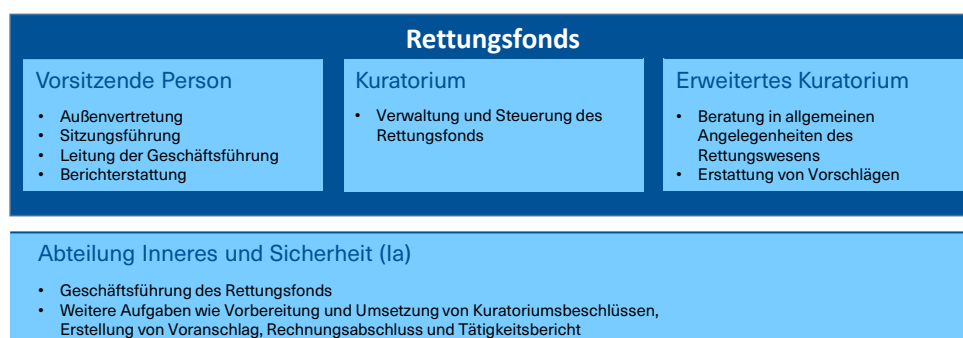 Rettungsfonds
Vorsitzende Person
• Außenvertretung
• Sitzungsführung
• Leitung der Geschäftsführung
• Berichterstattung
Kuratorium
• Verwaltung und Steuerung des
Rettungsfonds
Erweitertes Kuratorium
• Beratung in allgemeinen
Angelegenheiten des
Rettungswesens
• Erstattung von Vorschlägen
Abteilung Inneres und Sicherheit (Ia)
• Geschäftsführung des Rettungsfonds
• Weitere Aufgaben wie Vorbereitung und Umsetzung von Kuratoriumsbeschlüssen,
Erstellung von Voranschlag, Rechnungsabschluss und Tätigkeitsbericht